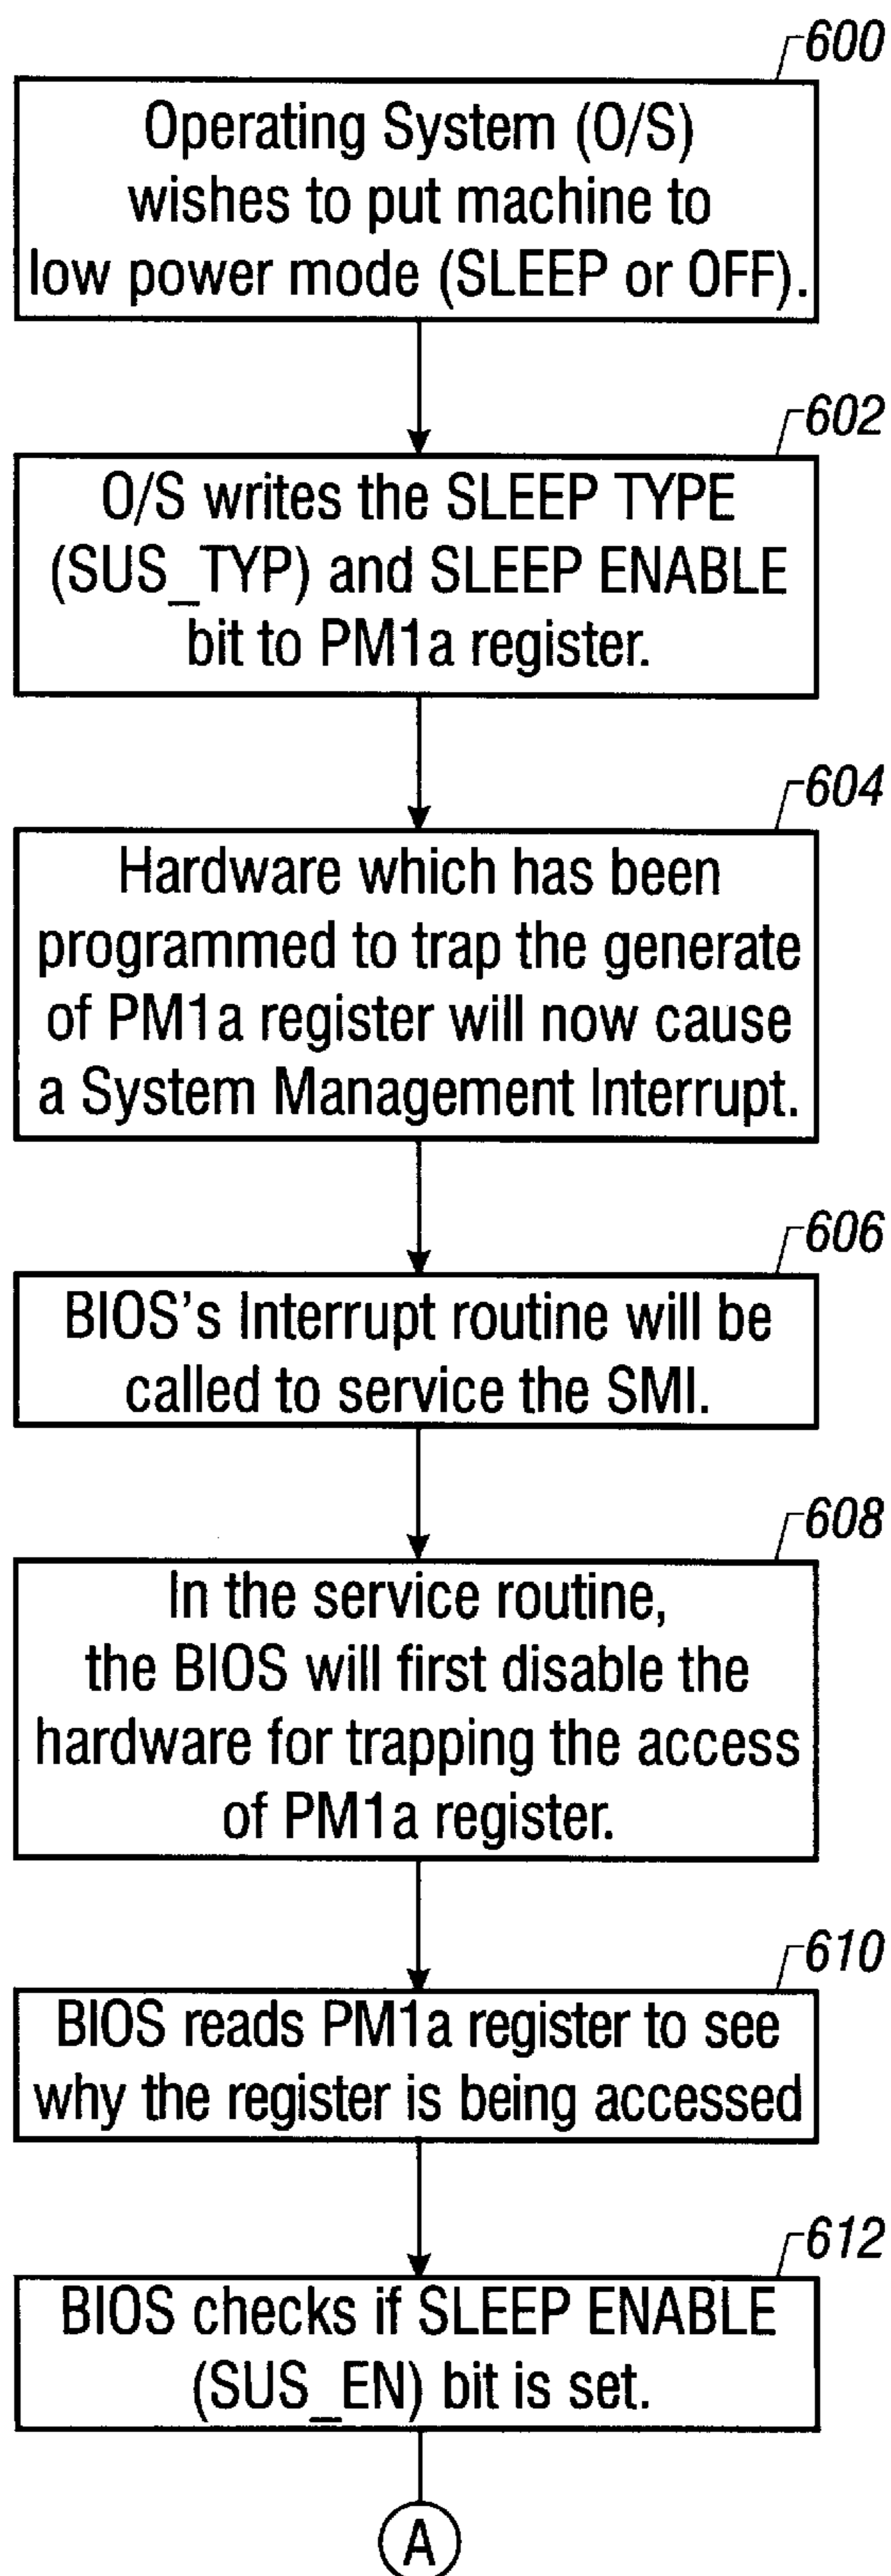 600
Operating System (O/S)
wishes to put machine to
low power mode (SLEEP or OFF).
602
O/S writes the SLEEP TYPE
(SUS_TYP) and SLEEP ENABLE
bit to PM1a register.
604
Hardware which has been
programmed to trap the generate
of PM1a register will now cause
a System Management Interrupt.
606
BIOS's Interrupt routine will be
called to service the SMI.
608
In the service routine,
the BIOS will first disable the
hardware for trapping the access
of PM1a register.
610
BIOS reads PM1a register to see
why the register is being accessed
612
BIOS checks if SLEEP ENABLE
(SUS_EN) bit is set.
A